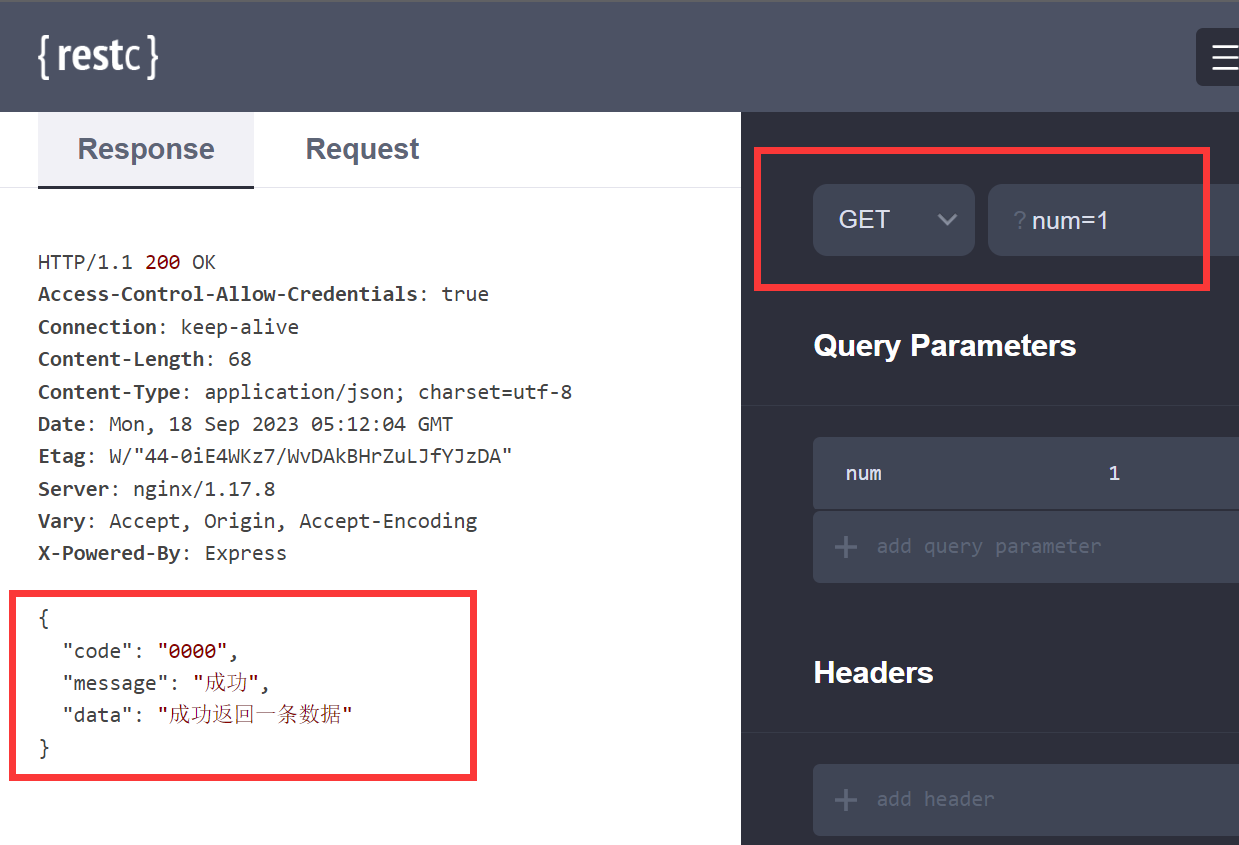 { restc }
Response
Request
HTTP/1.1 200 OK
Access-Control-Allow-Credentials: true
Connection: keep-alive
Content-Length: 68
Content-Type: application/json; charset=utf-8
Date: Mon, 18 Sep 2023 05:12:04 GMT
Etag: W/"44-0iE4WKz7/WvDAkBHrZuLJfYJzDA"
Server: nginx/1.17.8
Vary: Accept, Origin, Accept-Encoding
X-Powered-By: Express
{
"code": "0000",
"message": "成功",
"data": "成功返回一条数据"
}
GET
?num=1
Query Parameters
num 1
+ add query parameter
Headers
+ add header